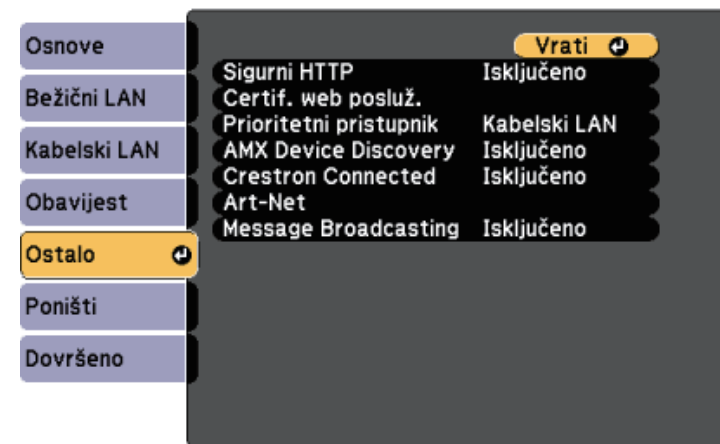 Osnove
Bežični LAN
Kabelski LAN
Obavijest
Ostalo
Poništi
Dovršeno
Vrati
Sigurni HTTP Isključeno
Certif. web posluž.
Prioritetni pristupnik Kabelski LAN
AMX Device Discovery Isključeno
Crestron Connected Isključeno
Art-Net
Message Broadcasting Isključeno